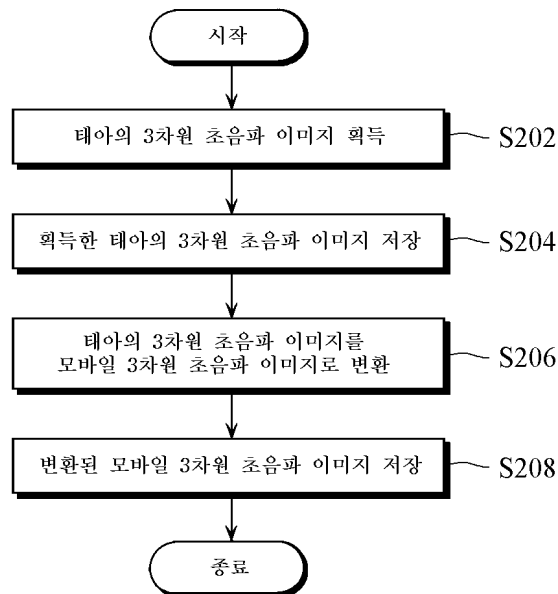 시작
태아의 3차원 초음파 이미지 획득
S202
획득한 태아의 3차원 초음파 이미지 저장
S204
태아의 3차원 초음파 이미지를
모바일 3차원 초음파 이미지로 변환
S206
변환된 모바일 3차원 초음파 이미지 저장
S208
종료